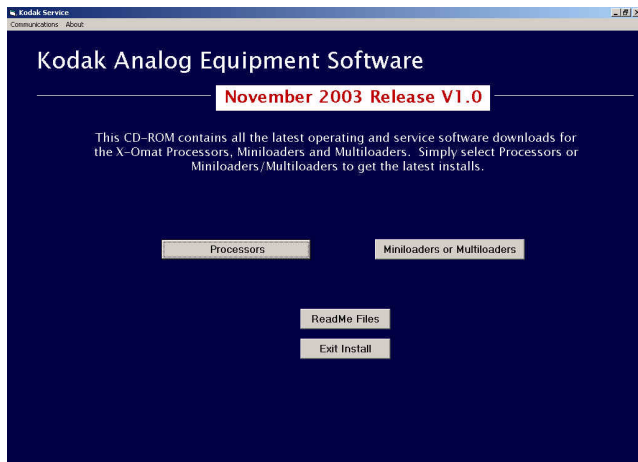 Kodak Service
Communications About
Kodak Analog Equipment Software
November 2003 Release V1.0
This CD-ROM contains all the latest operating and service software downloads for
the X-Omat Processors, Miniloaders and Multiloaders. Simply select Processors or
Miniloaders/Multiloaders to get the latest installs.
Processors
Miniloaders or Multiloaders
ReadMe Files
Exit Install